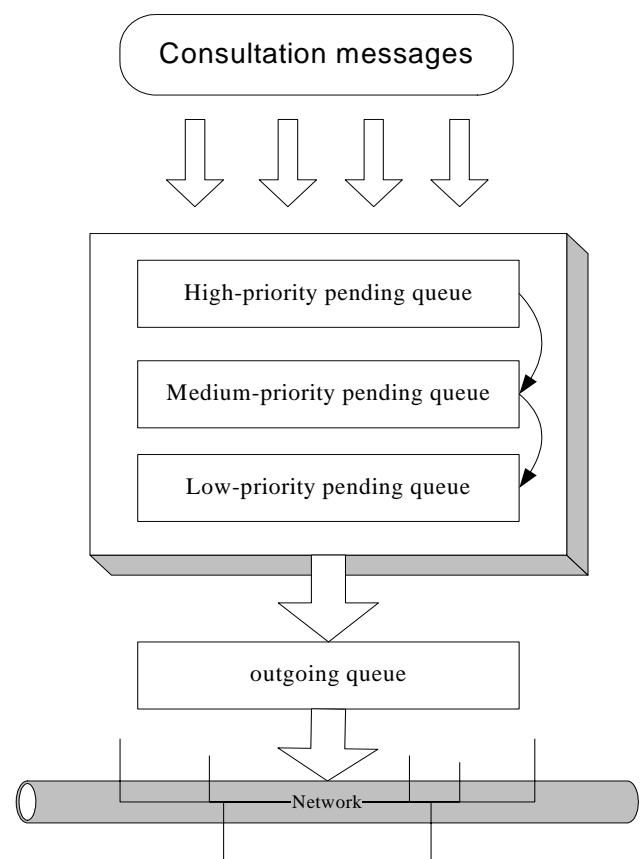 Consultation messages
High-priority pending queue
Medium-priority pending queue
Low-priority pending queue
outgoing queue
Network